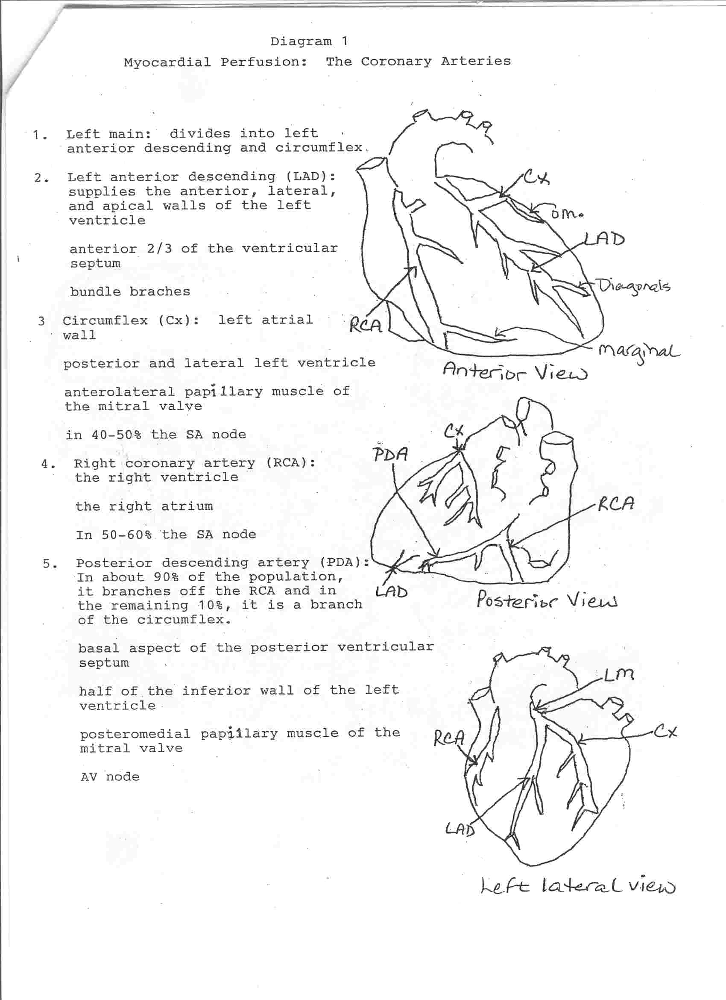 Diagram 1
Myocardial Perfusion: The Coronary Arteries
1. Left main: divides into left
anterior descending and circumflex.
2. Left anterior descending (LAD):
supplies the anterior, lateral,
and apical walls of the left
ventricle
anterior 2/3 of the ventricular
septum
bundle braches
3 Circumflex (Cx): left atrial
wall
posterior and lateral left ventricle
anterolateral papillary muscle of
the mitral valve
in 40-50% the SA node
4. Right coronary artery (RCA):
the right ventricle
the right atrium
In 50-60% the SA node
5. Posterior descending artery (PDA):
In about 90% of the population,
it branches off the RCA and in
the remaining 10%, it is a branch
of the circumflex.
basal aspect of the posterior ventricular
septum
half of the inferior wall of the left
ventricle
posteromedial papillary muscle of the
mitral valve
AV node
Cx
om.
LAD
Diagonals
RCA
marginal
Anterior View
Cx
PDA
RCA
LAD
Posterior View
LM
Cx
RCA
LAD
Left lateral view